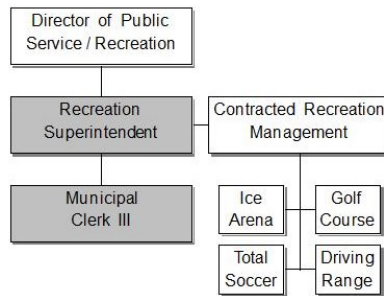 Director of Public
Service / Recreation
Recreation
Superintendent
Contracted Recreation
Management
Municipal
Clerk III
Ice
Arena
Golf
Course
Total
Soccer
Driving
Range